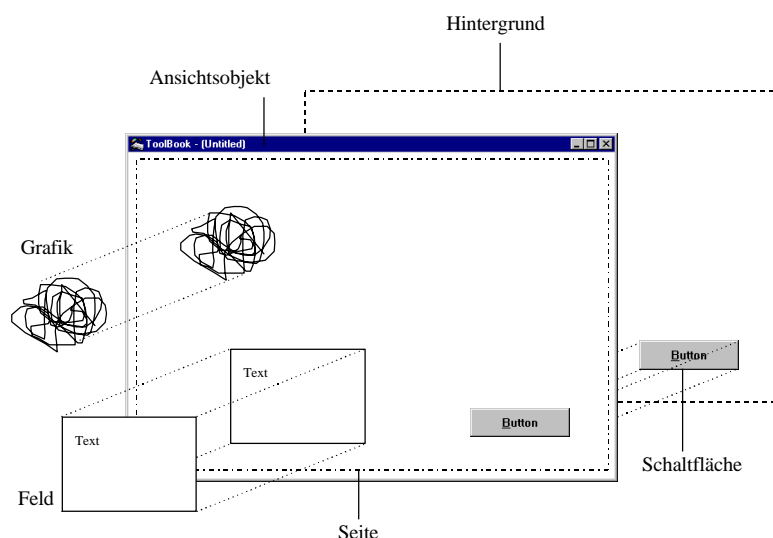 Hintergrund
Ansichtsobjekt
ToolBook - (Untitled)
Grafik
Button
Text
Button
Text
Schaltfläche
Feld
Seite